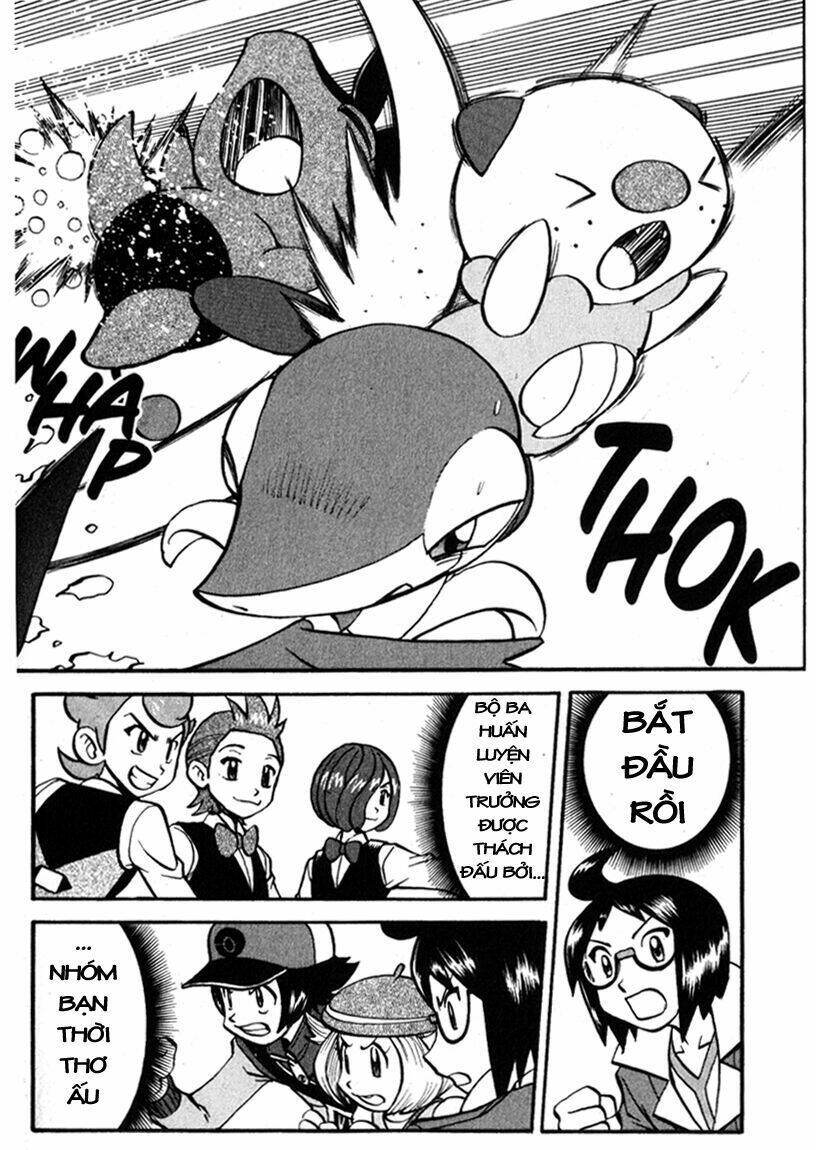 WHAP
THOK
BẮT
ĐẦU
RỒI
BỘ BA
HUẤN
LUYỆN
VIÊN
TRƯỞNG
ĐƯỢC
THÁCH
ĐẤU BỞI...
...
NHÓM
BẠN
THỜI
THƠ
ẤU